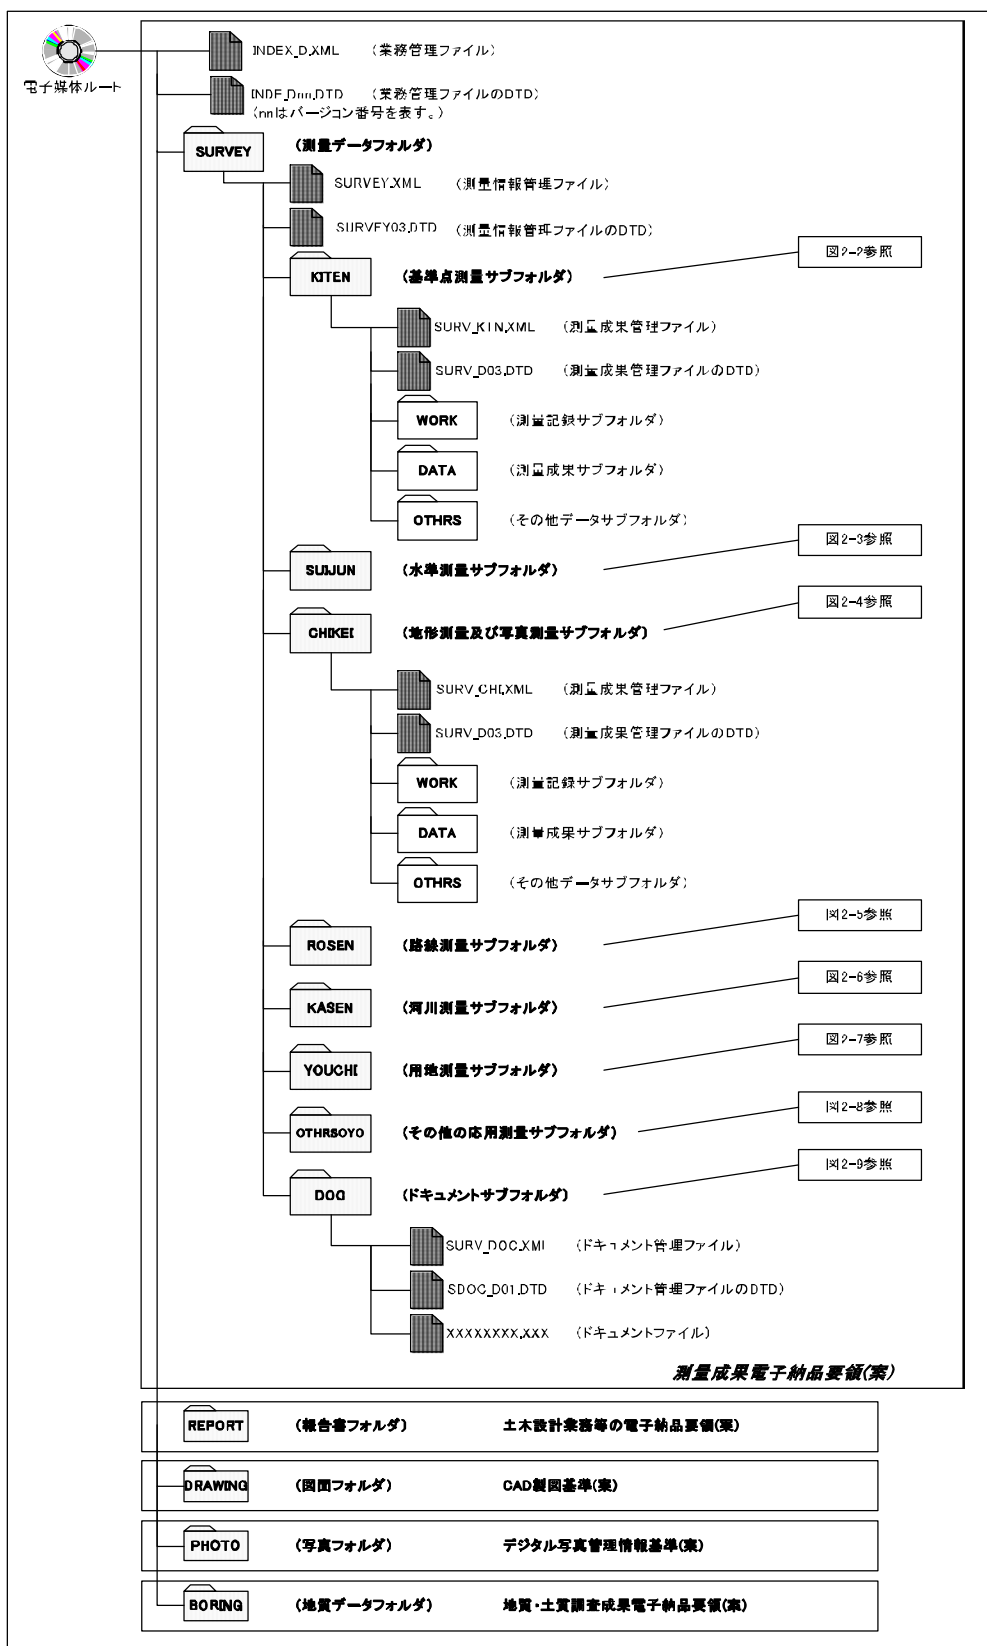 電子媒体ルート
INDEX_D.XML （業務管理ファイル）
INDE_Dnn.DTD （業務管理ファイルのDTD）
（nnはバージョン番号を表す。）
SURVEY （測量データフォルダ）
SURVEY.XML （測量情報管理ファイル）
SURVEY03.DTD （測量情報管理ファイルのDTD）
図2-2参照
KITEN （基準点測量サブフォルダ）
SURV_KTN.XML （測量成果管理ファイル）
SURV_D03.DTD （測量成果管理ファイルのDTD）
WORK （測量記録サブフォルダ）
DATA （測量成果サブフォルダ）
OTHRS （その他データサブフォルダ）
図2-3参照
SUIJUN （水準測量サブフォルダ）
図2-4参照
CHIKEI （地形測量及び写真測量サブフォルダ）
SURV_CHI.XML （測量成果管理ファイル）
SURV_D03.DTD （測量成果管理ファイルのDTD）
WORK （測量記録サブフォルダ）
DATA （測量成果サブフォルダ）
OTHRS （その他データサブフォルダ）
図2-5参照
ROSEN （路線測量サブフォルダ）
図2-6参照
KASEN （河川測量サブフォルダ）
図2-7参照
YOUCHI （用地測量サブフォルダ）
図2-8参照
OTHRSOYO （その他の応用測量サブフォルダ）
図2-9参照
DOC （ドキュメントサブフォルダ）
SURV_DOC.XML （ドキュメント管理ファイル）
SDOC_D01.DTD （ドキュメント管理ファイルのDTD）
XXXXXXXX.XXX （ドキュメントファイル）
測量成果電子納品要領(案)
REPORT （報告書フォルダ） 土木設計業務等の電子納品要領(案)
DRAWING （図面フォルダ） CAD製図基準(案)
PHOTO （写真フォルダ） デジタル写真管理情報基準(案)
BORING （地質データフォルダ） 地質・土質調査成果電子納品要領(案)